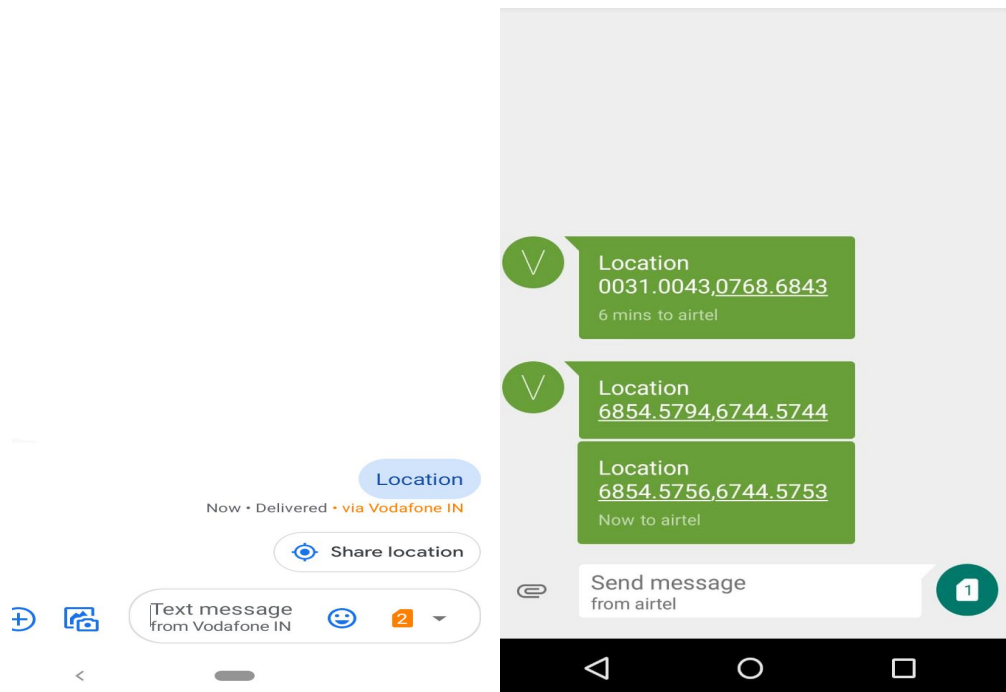 Location
Now • Delivered • via Vodafone IN
Share location
Text message
from Vodafone IN
2
V
Location
0031.0043,0768.6843
6 mins to airtel
V
Location
6854.5794,6744.5744
Location
6854.5756,6744.5753
Now to airtel
Send message
from airtel
1